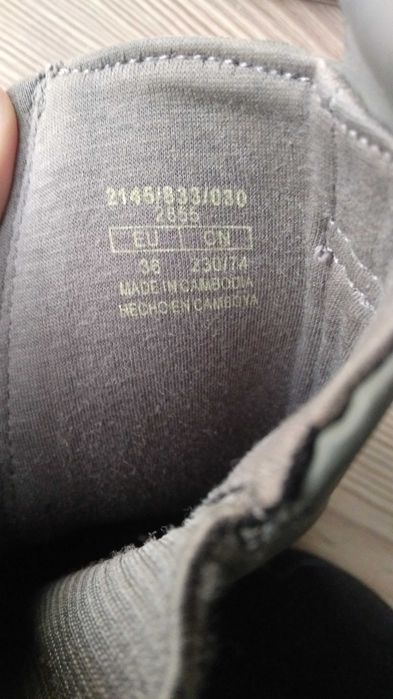 2145/833/030
2655
EU CN
36 230/74
MADE IN CAMBODIA
HECHO EN CAMBOYA